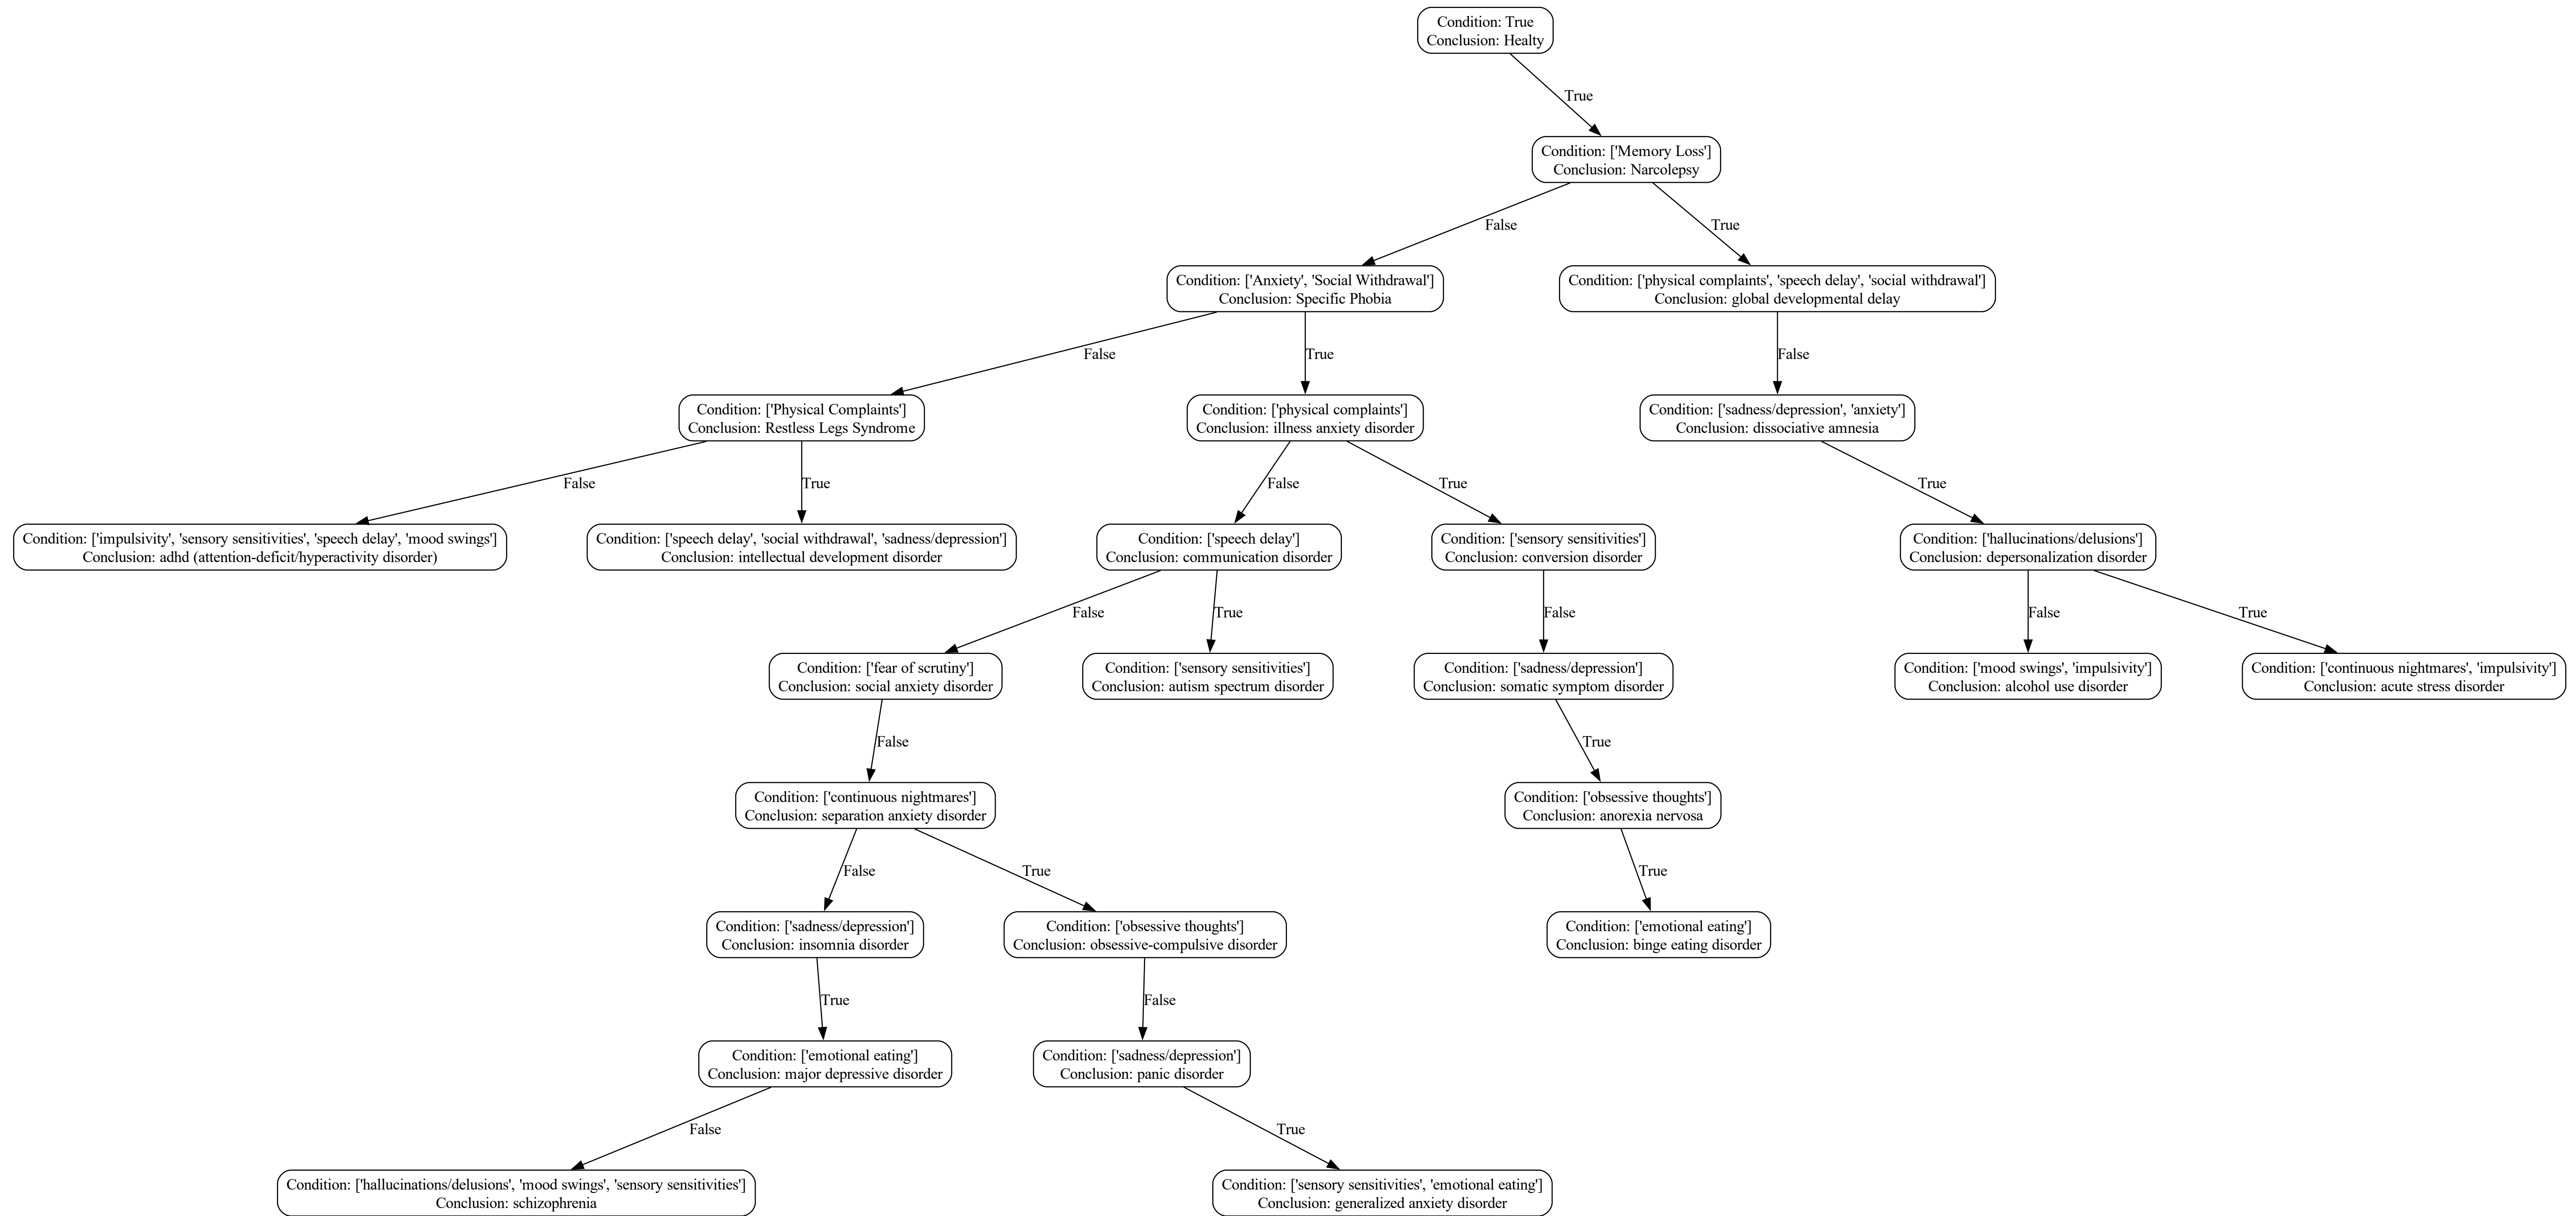 Condition: True
Conclusion: Healty
True
Condition: ['Memory Loss']
Conclusion: Narcolepsy
False
True
Condition: ['Anxiety', 'Social Withdrawal']
Conclusion: Specific Phobia
Condition: ['physical complaints', 'speech delay', 'social withdrawal']
Conclusion: global developmental delay
False
True
False
Condition: ['Physical Complaints']
Conclusion: Restless Legs Syndrome
Condition: ['physical complaints']
Conclusion: illness anxiety disorder
Condition: ['sadness/depression', 'anxiety']
Conclusion: dissociative amnesia
False
True
False
True
True
Condition: ['impulsivity', 'sensory sensitivities', 'speech delay', 'mood swings']
Conclusion: adhd (attention-deficit/hyperactivity disorder)
Condition: ['speech delay', 'social withdrawal', 'sadness/depression']
Conclusion: intellectual development disorder
Condition: ['speech delay']
Conclusion: communication disorder
Condition: ['sensory sensitivities']
Conclusion: conversion disorder
Condition: ['hallucinations/delusions']
Conclusion: depersonalization disorder
False
True
False
False
True
Condition: ['fear of scrutiny']
Conclusion: social anxiety disorder
Condition: ['sensory sensitivities']
Conclusion: autism spectrum disorder
Condition: ['sadness/depression']
Conclusion: somatic symptom disorder
Condition: ['mood swings', 'impulsivity']
Conclusion: alcohol use disorder
Condition: ['continuous nightmares', 'impulsivity']
Conclusion: acute stress disorder
False
True
Condition: ['continuous nightmares']
Conclusion: separation anxiety disorder
Condition: ['obsessive thoughts']
Conclusion: anorexia nervosa
False
True
True
Condition: ['sadness/depression']
Conclusion: insomnia disorder
Condition: ['obsessive thoughts']
Conclusion: obsessive-compulsive disorder
Condition: ['emotional eating']
Conclusion: binge eating disorder
True
False
Condition: ['emotional eating']
Conclusion: major depressive disorder
Condition: ['sadness/depression']
Conclusion: panic disorder
False
True
Condition: ['hallucinations/delusions', 'mood swings', 'sensory sensitivities']
Conclusion: schizophrenia
Condition: ['sensory sensitivities', 'emotional eating']
Conclusion: generalized anxiety disorder